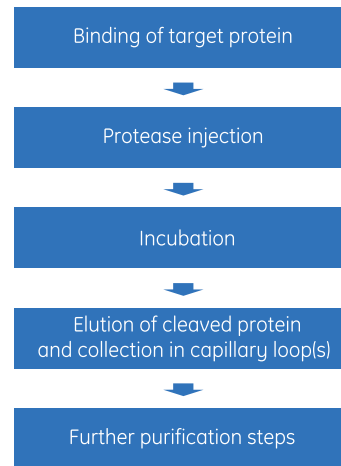 Binding of target protein
Protease injection
Incubation
Elution of cleaved protein
and collection in capillary loop(s)
Further purification steps